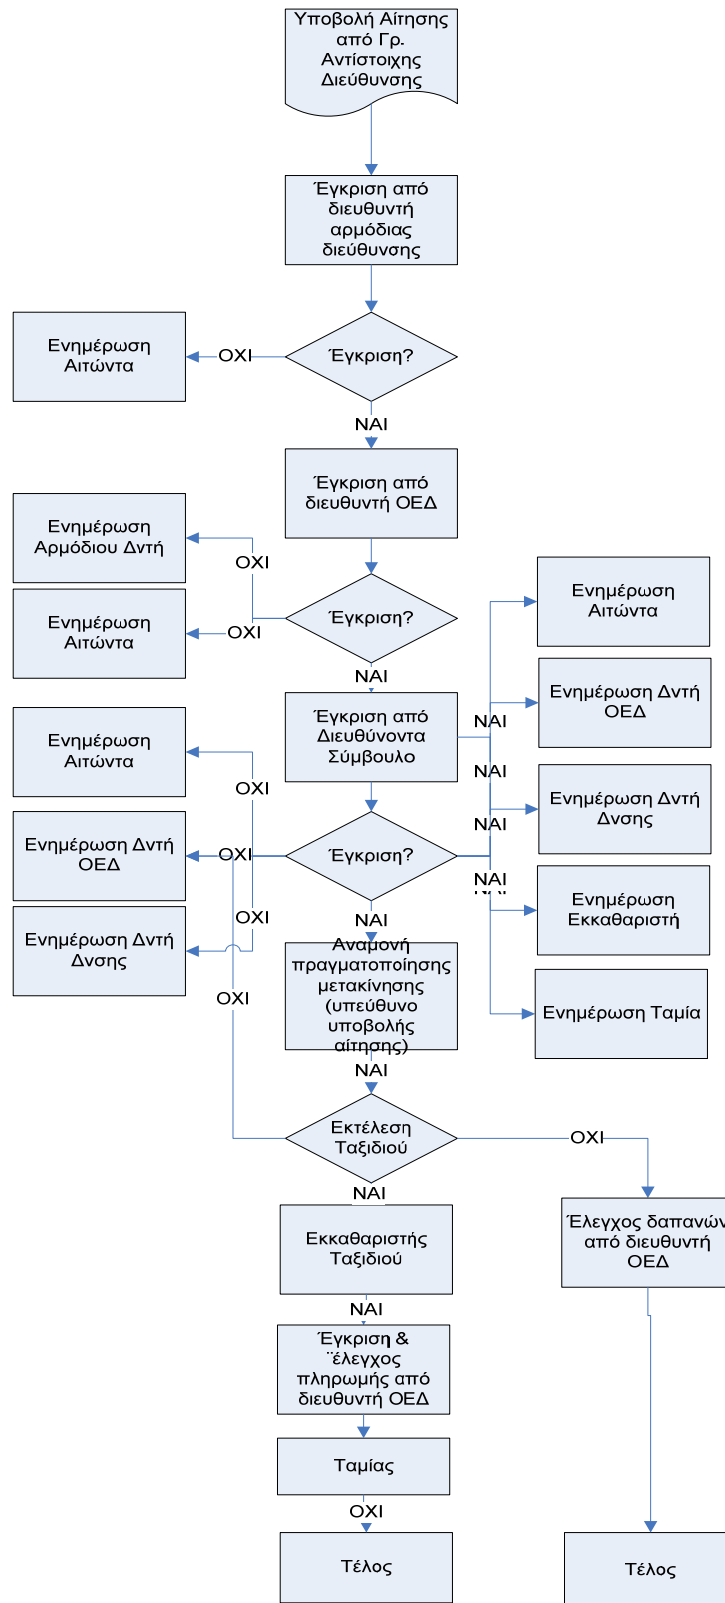 Υποβολή Αίτησης
από Γρ.
Αντίστοιχης
Διεύθυνσης
Έγκριση από
διευθυντή
αρμόδιας
διεύθυνσης
Έγκριση?
ΟΧΙ
Ενημέρωση
Αιτώντα
ΝΑΙ
Έγκριση από
διευθυντή ΟΕΔ
Ενημέρωση
Αρμόδιου Δντή
ΟΧΙ
Έγκριση?
ΟΧΙ
Ενημέρωση
Αιτώντα
Ενημέρωση
Αιτώντα
ΝΑΙ
Έγκριση από
Διευθύνοντα
Σύμβουλο
Ενημέρωση Δντή
ΟΕΔ
ΝΑΙ
Ενημέρωση
Αιτώντα
ΝΑΙ
ΟΧΙ
Ενημέρωση Δντή
Δνσης
ΝΑΙ
Ενημέρωση Δντή
ΟΕΔ
ΟΧΙ
Έγκριση?
ΝΑΙ
ΝΑΙ
Ενημέρωση
Εκκαθαριστή
Ενημέρωση Δντή
Δνσης
ΟΧΙ
ΝΑΙ
Αναμονή
πραγματοποίησης
μετακίνησης
(υπεύθυνο
υποβολής
αίτησης)
ΟΧΙ
Ενημέρωση Ταμία
ΝΑΙ
Εκτέλεση
Ταξιδιού
ΟΧΙ
ΝΑΙ
Εκκαθαριστής
Ταξιδιού
Έλεγχος δαπανών
από διευθυντή
ΟΕΔ
ΝΑΙ
Έγκριση &
¨έλεγχος
πληρωμής από
διευθυντή ΟΕΔ
Ταμίας
ΟΧΙ
Τέλος
Τέλος